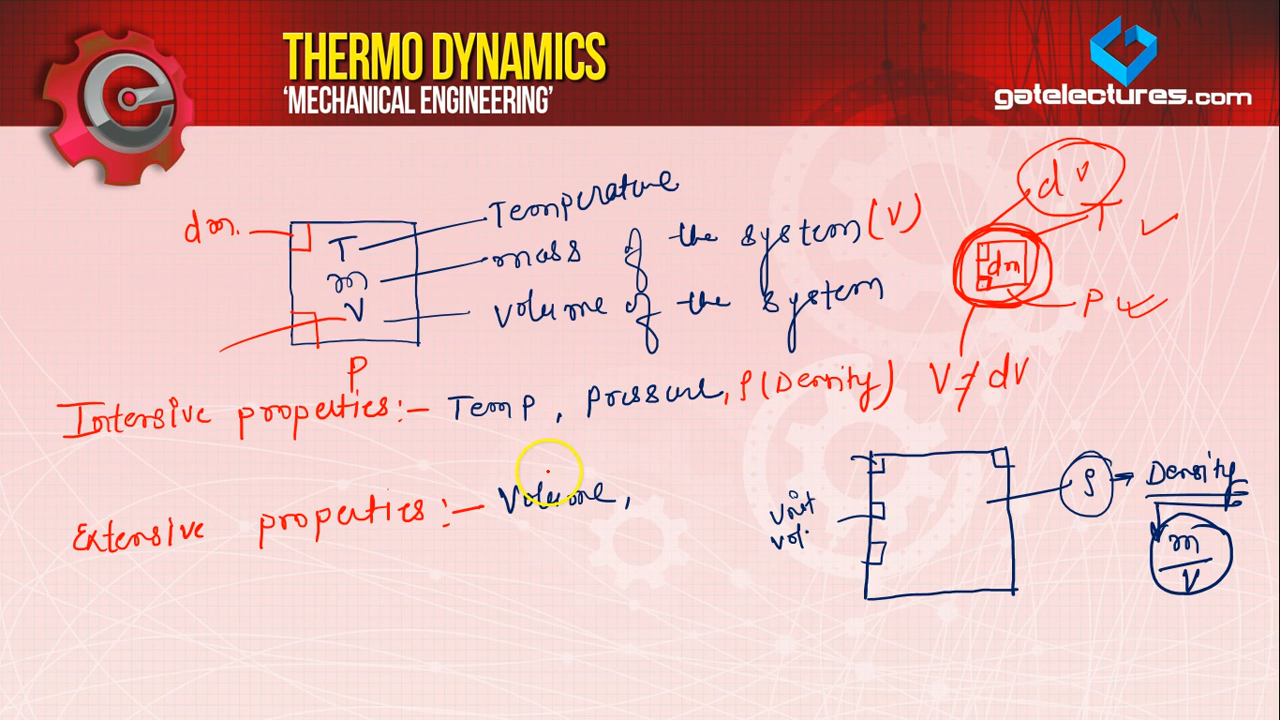 THERMO DYNAMICS
'MECHANICAL ENGINEERING'
gatelectures.com
dm.
T
Temperature
m
mass of the system (V)
V
volume of the system
P
dV
T
dm
P
V ≠ dV
Intensive properties:- Temp, pressure, ρ (Density)
Extensive properties:- Volume,
Unit
vol.
ρ → Density
m
V